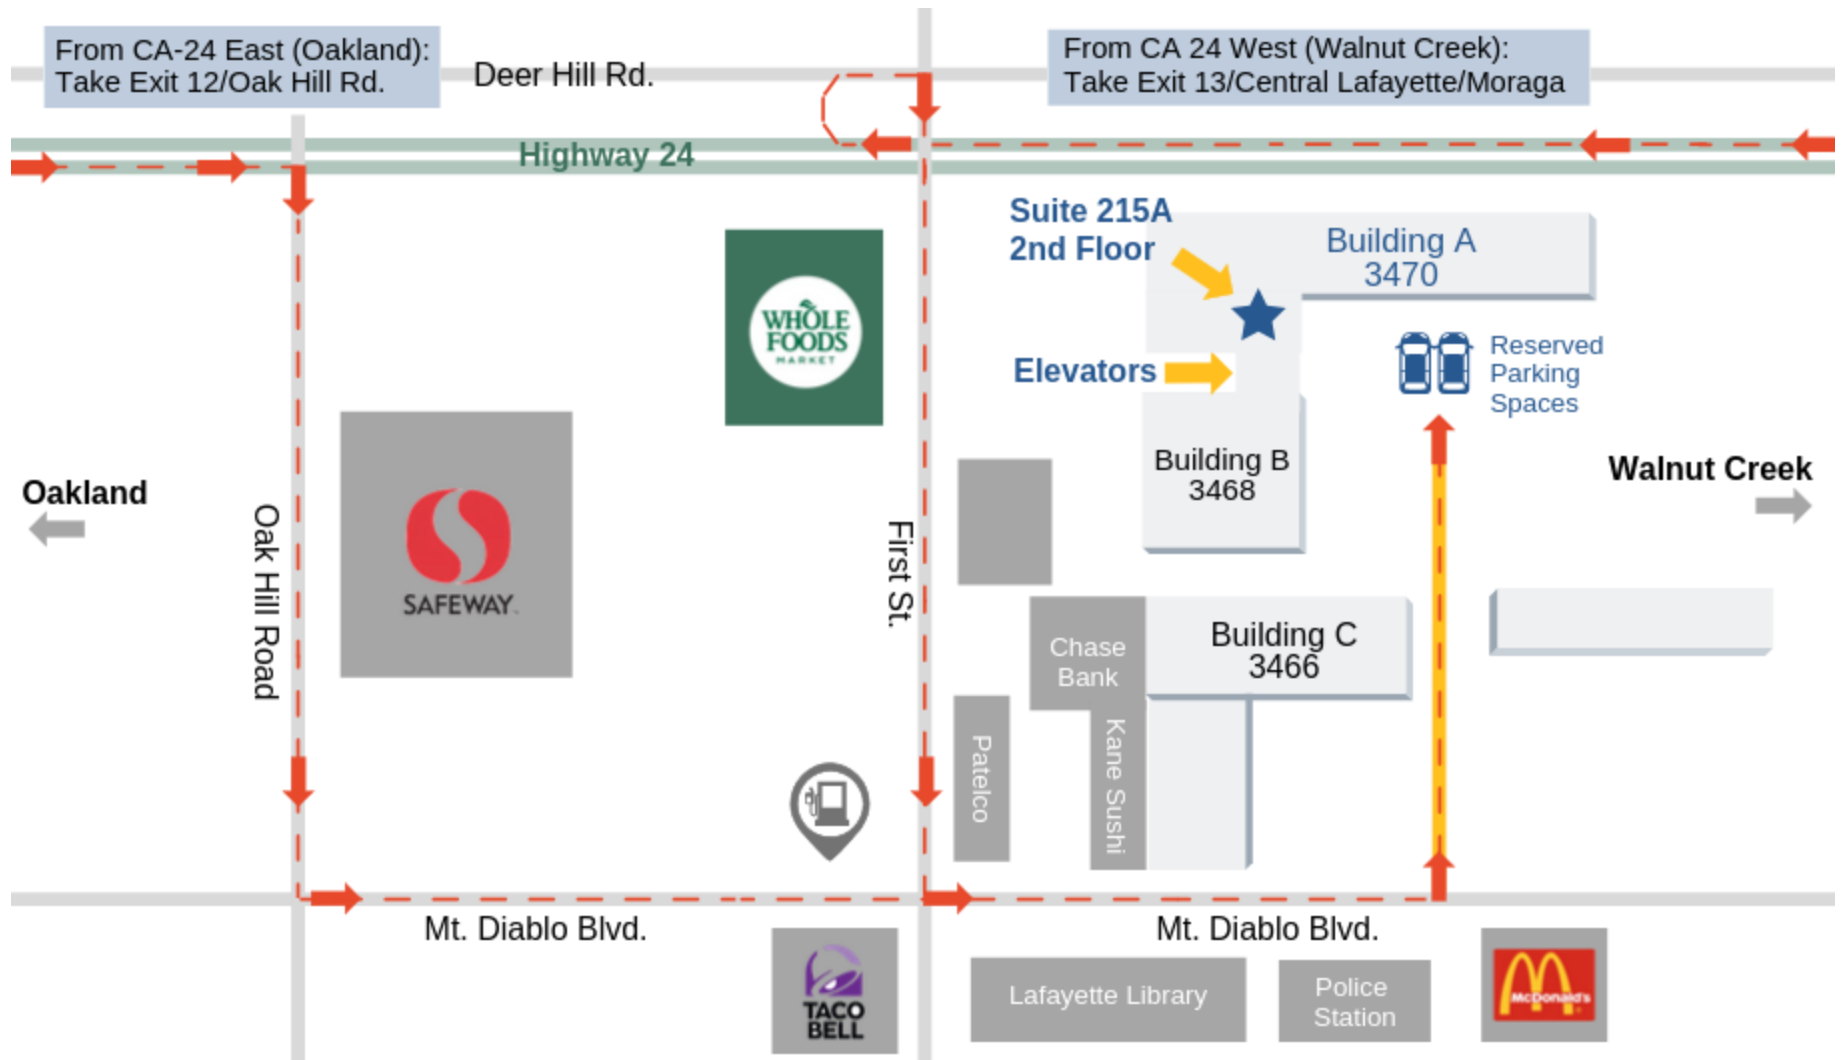 From CA-24 East (Oakland):
Take Exit 12/Oak Hill Rd.
Deer Hill Rd.
From CA 24 West (Walnut Creek):
Take Exit 13/Central Lafayette/Moraga
Highway 24
Suite 215A
2nd Floor
Building A
3470
WHOLE
FOODS
MARKET
Elevators
Reserved
Parking
Spaces
Building B
3468
Oakland
Walnut Creek
Oak Hill Road
SAFEWAY
First St.
Chase
Bank
Building C
3466
Patelco
Kane Sushi
Mt. Diablo Blvd.
Mt. Diablo Blvd.
TACO
BELL
Lafayette Library
Police
Station
McDonald's